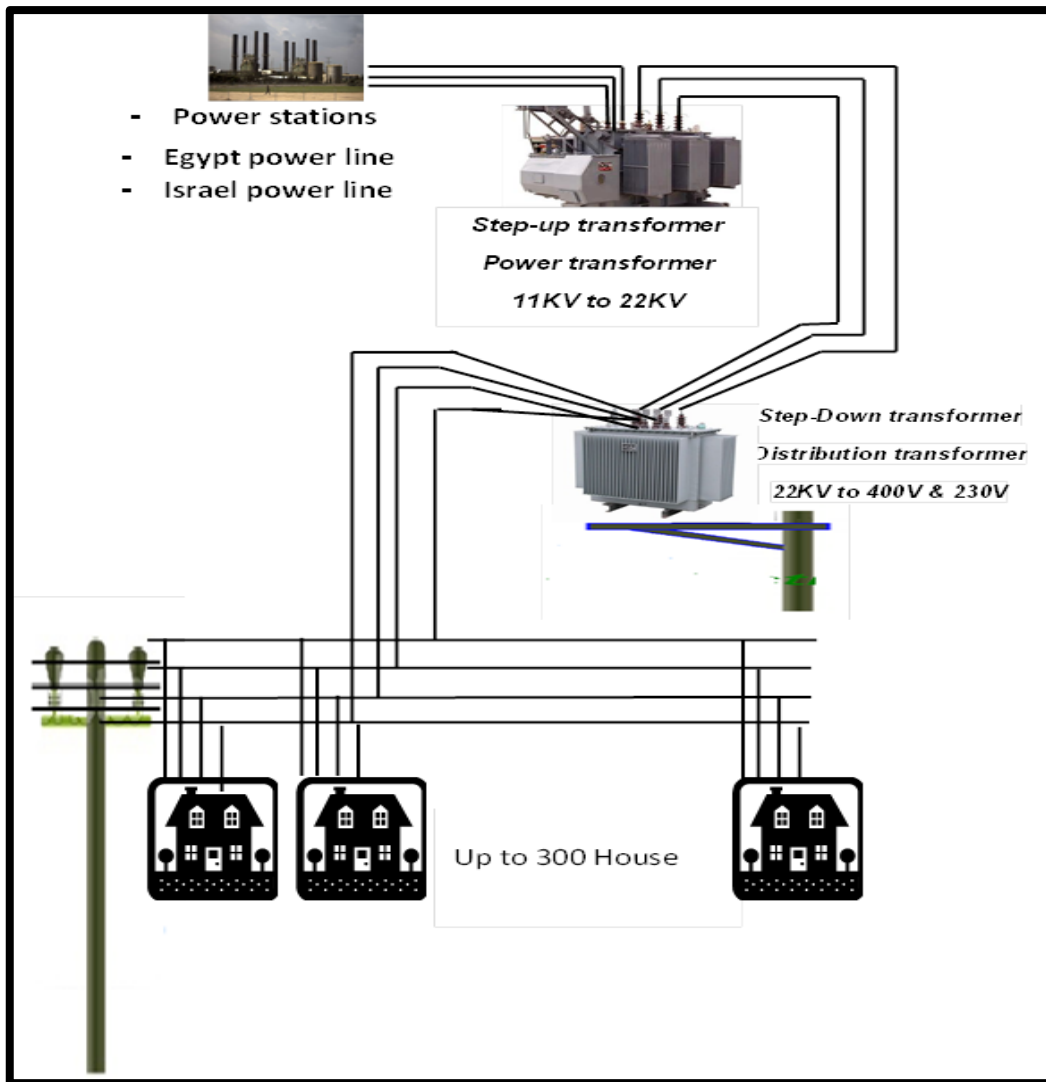 - Power stations
- Egypt power line
- Israel power line
Step-up transformer
Power transformer
11KV to 22KV
Step-Down transformer
Distribution transformer
22KV to 400V & 230V
Up to 300 House